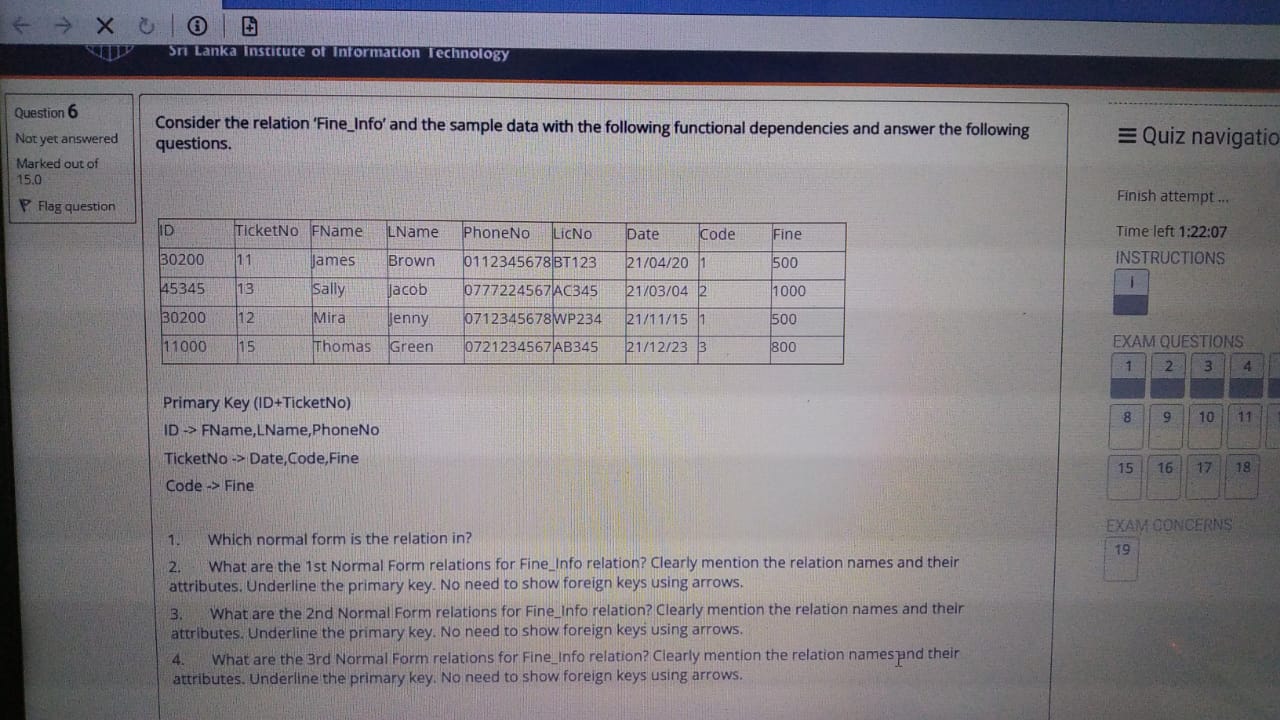 Sri Lanka Institute of Information Technology
Question 6
Not yet answered
Marked out of
15.0
Flag question
Consider the relation 'Fine_Info' and the sample data with the following functional dependencies and answer the following
questions.
ID TicketNo FName LName PhoneNo LicNo Date Code Fine
30200 11 James Brown 0112345678 BT123 21/04/20 1 500
45345 13 Sally Jacob 0777224567 AC345 21/03/04 2 1000
30200 12 Mira Jenny 0712345678 WP234 21/11/15 1 500
11000 15 Thomas Green 0721234567 AB345 21/12/23 3 800
Primary Key (ID+TicketNo)
ID -> FName,LName,PhoneNo
TicketNo -> Date,Code,Fine
Code -> Fine
1. Which normal form is the relation in?
2. What are the 1st Normal Form relations for Fine_Info relation? Clearly mention the relation names and their
attributes. Underline the primary key. No need to show foreign keys using arrows.
3. What are the 2nd Normal Form relations for Fine_Info relation? Clearly mention the relation names and their
attributes. Underline the primary key. No need to show foreign keys using arrows.
4. What are the 3rd Normal Form relations for Fine_Info relation? Clearly mention the relation names and their
attributes. Underline the primary key. No need to show foreign keys using arrows.
Quiz navigatio
Finish attempt ...
Time left 1:22:07
INSTRUCTIONS
i
EXAM QUESTIONS
1 2 3 4
8 9 10 11
15 16 17 18
EXAM CONCERNS
19